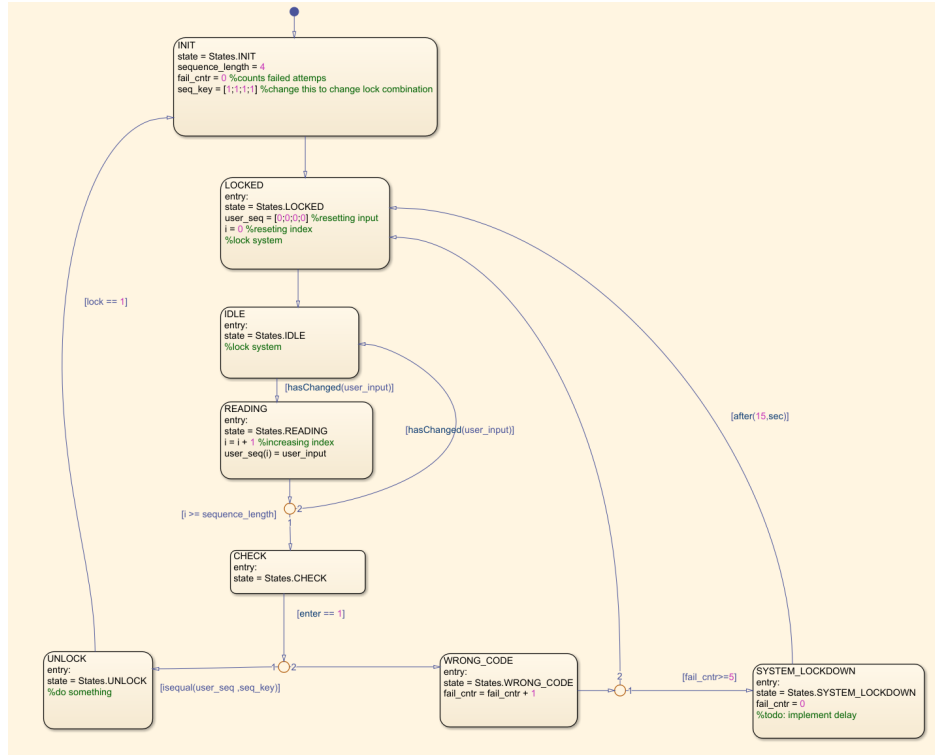 INIT
state = States.INIT
sequence_length = 4
fail_cntr = 0 %counts failed attemps
seq_key = [1;1;1;1] %change this to change lock combination
LOCKED
entry:
state = States.LOCKED
user_seq = [0;0;0;0] %resetting input
i = 0 %reseting index
%lock system
[lock == 1]
IDLE
entry:
state = States.IDLE
%lock system
[hasChanged(user_input)]
READING
entry:
state = States.READING
i = i + 1 %increasing index
user_seq(i) = user_input
[hasChanged(user_input)]
[after(15,sec)]
2
[i >= sequence_length]
1
CHECK
entry:
state = States.CHECK
[enter == 1]
1
2
[isequal(user_seq ,seq_key)]
UNLOCK
entry:
state = States.UNLOCK
%do something
WRONG_CODE
entry:
state = States.WRONG_CODE
fail_cntr = fail_cntr + 1
2
1
[fail_cntr>=5]
SYSTEM_LOCKDOWN
entry:
state = States.SYSTEM_LOCKDOWN
fail_cntr = 0
%todo: implement delay